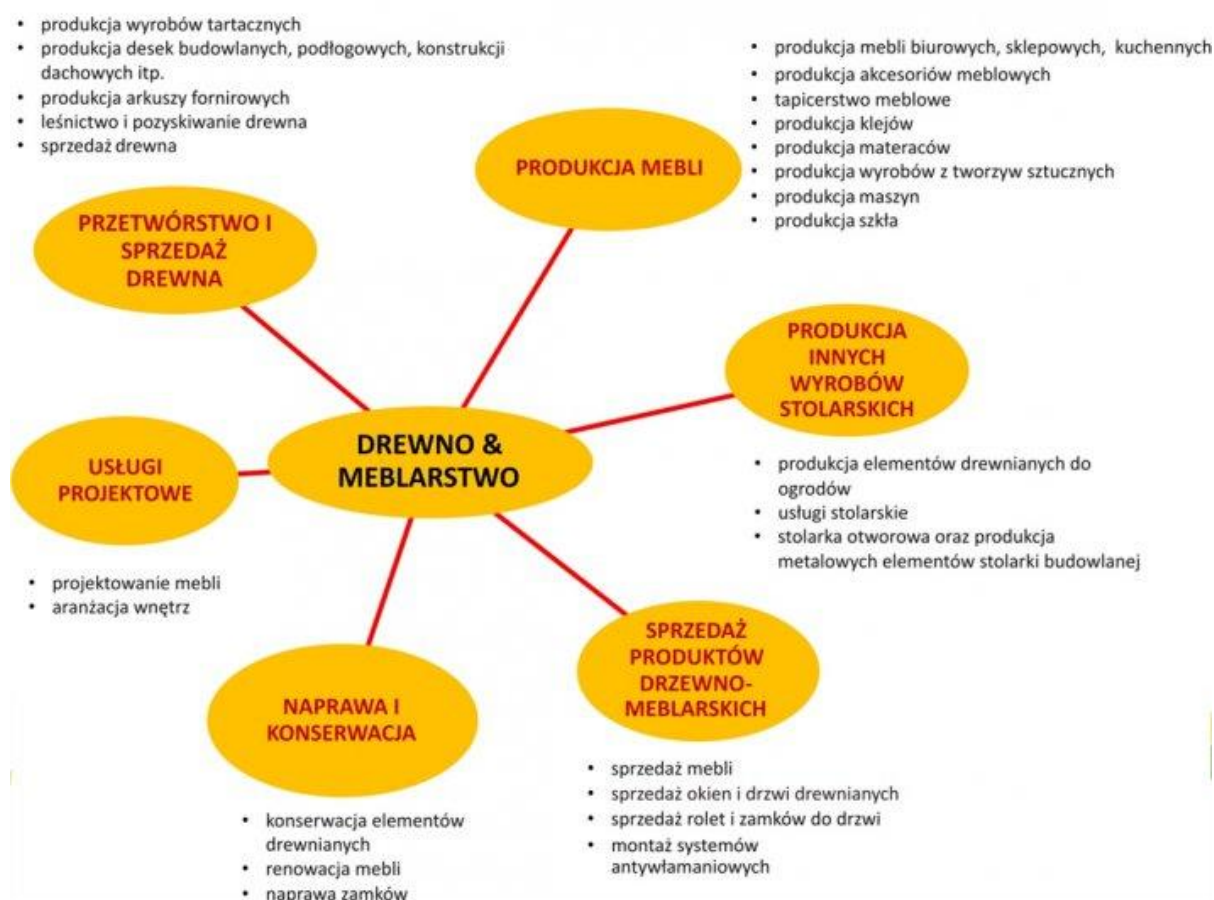 • produkcja wyrobów tartacznych
• produkcja desek budowlanych, podłogowych, konstrukcji
dachowych itp.
• produkcja arkuszy fornirowych
• leśnictwo i pozyskiwanie drewna
• sprzedaż drewna
PRZETWÓRSTWO I
SPRZEDAŻ
DREWNA
PRODUKCJA MEBLI
• produkcja mebli biurowych, sklepowych, kuchennych
• produkcja akcesoriów meblowych
• tapicerstwo meblowe
• produkcja klejów
• produkcja materaców
• produkcja wyrobów z tworzyw sztucznych
• produkcja maszyn
• produkcja szkła
PRODUKCJA
INNYCH
WYROBÓW
STOLARSKICH
• produkcja elementów drewnianych do
ogrodów
• usługi stolarskie
• stolarka otworowa oraz produkcja
metalowych elementów stolarki budowlanej
DREWNO &
MEBLARSTWO
USŁUGI
PROJEKTOWE
• projektowanie mebli
• aranżacja wnętrz
NAPRAWA I
KONSERWACJA
• konserwacja elementów
drewnianych
• renowacja mebli
• naprawa zamków
SPRZEDAŻ
PRODUKTÓW
DRZEWNO-
MEBLARSKICH
• sprzedaż mebli
• sprzedaż okien i drzwi drewnianych
• sprzedaż rolet i zamków do drzwi
• montaż systemów
antywłamaniowych